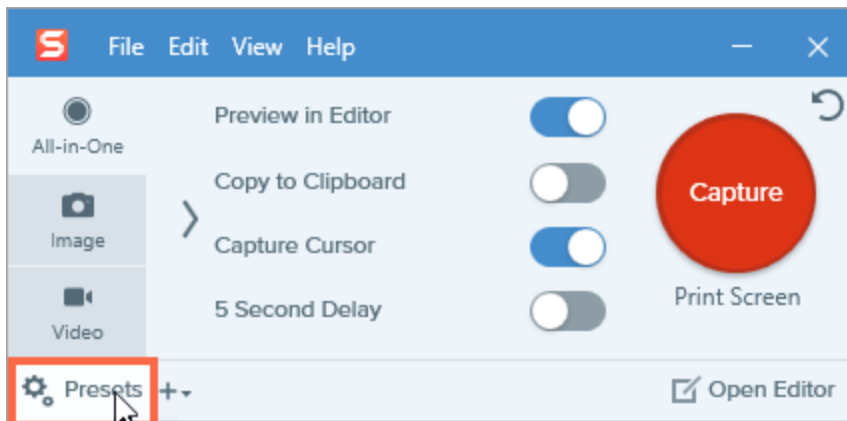 S File Edit View Help
All-in-One
Preview in Editor
Copy to Clipboard
Capture
Image
Capture Cursor
Print Screen
Video
5 Second Delay
Presets
Open Editor